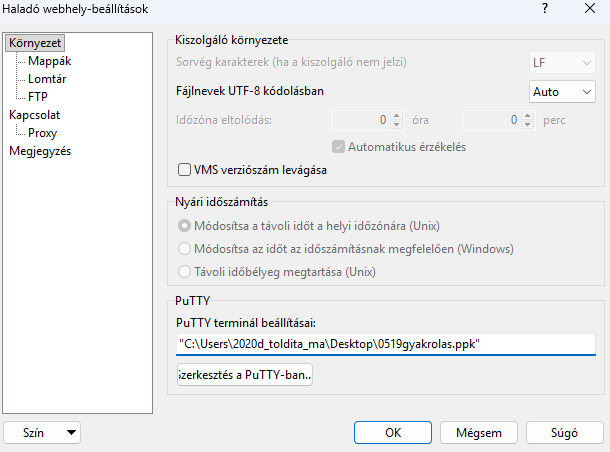 Haladó webhely-beállítások
Környezet
Mappák
Lomtár
FTP
Kapcsolat
Proxy
Megjegyzés
Kiszolgáló környezete
Sorvég karakterek (ha a kiszolgáló nem jelzi) LF
Fájlnevek UTF-8 kódolásban Auto
Időzóna eltolódás: 0 óra 0 perc
Automatikus érzékelés
VMS verziószám levágása
Nyári időszámítás
Módosítsa a távoli időt a helyi időzónára (Unix)
Módosítsa az időt az időszámításnak megfelelően (Windows)
Távoli időbélyeg megtartása (Unix)
PuTTY
PuTTY terminál beállításai:
"C:\Users\2020d_toldita_ma\Desktop\0519gyakrolas.ppk"
Szerkesztés a PuTTY-ban..
Szín OK Mégsem Súgó